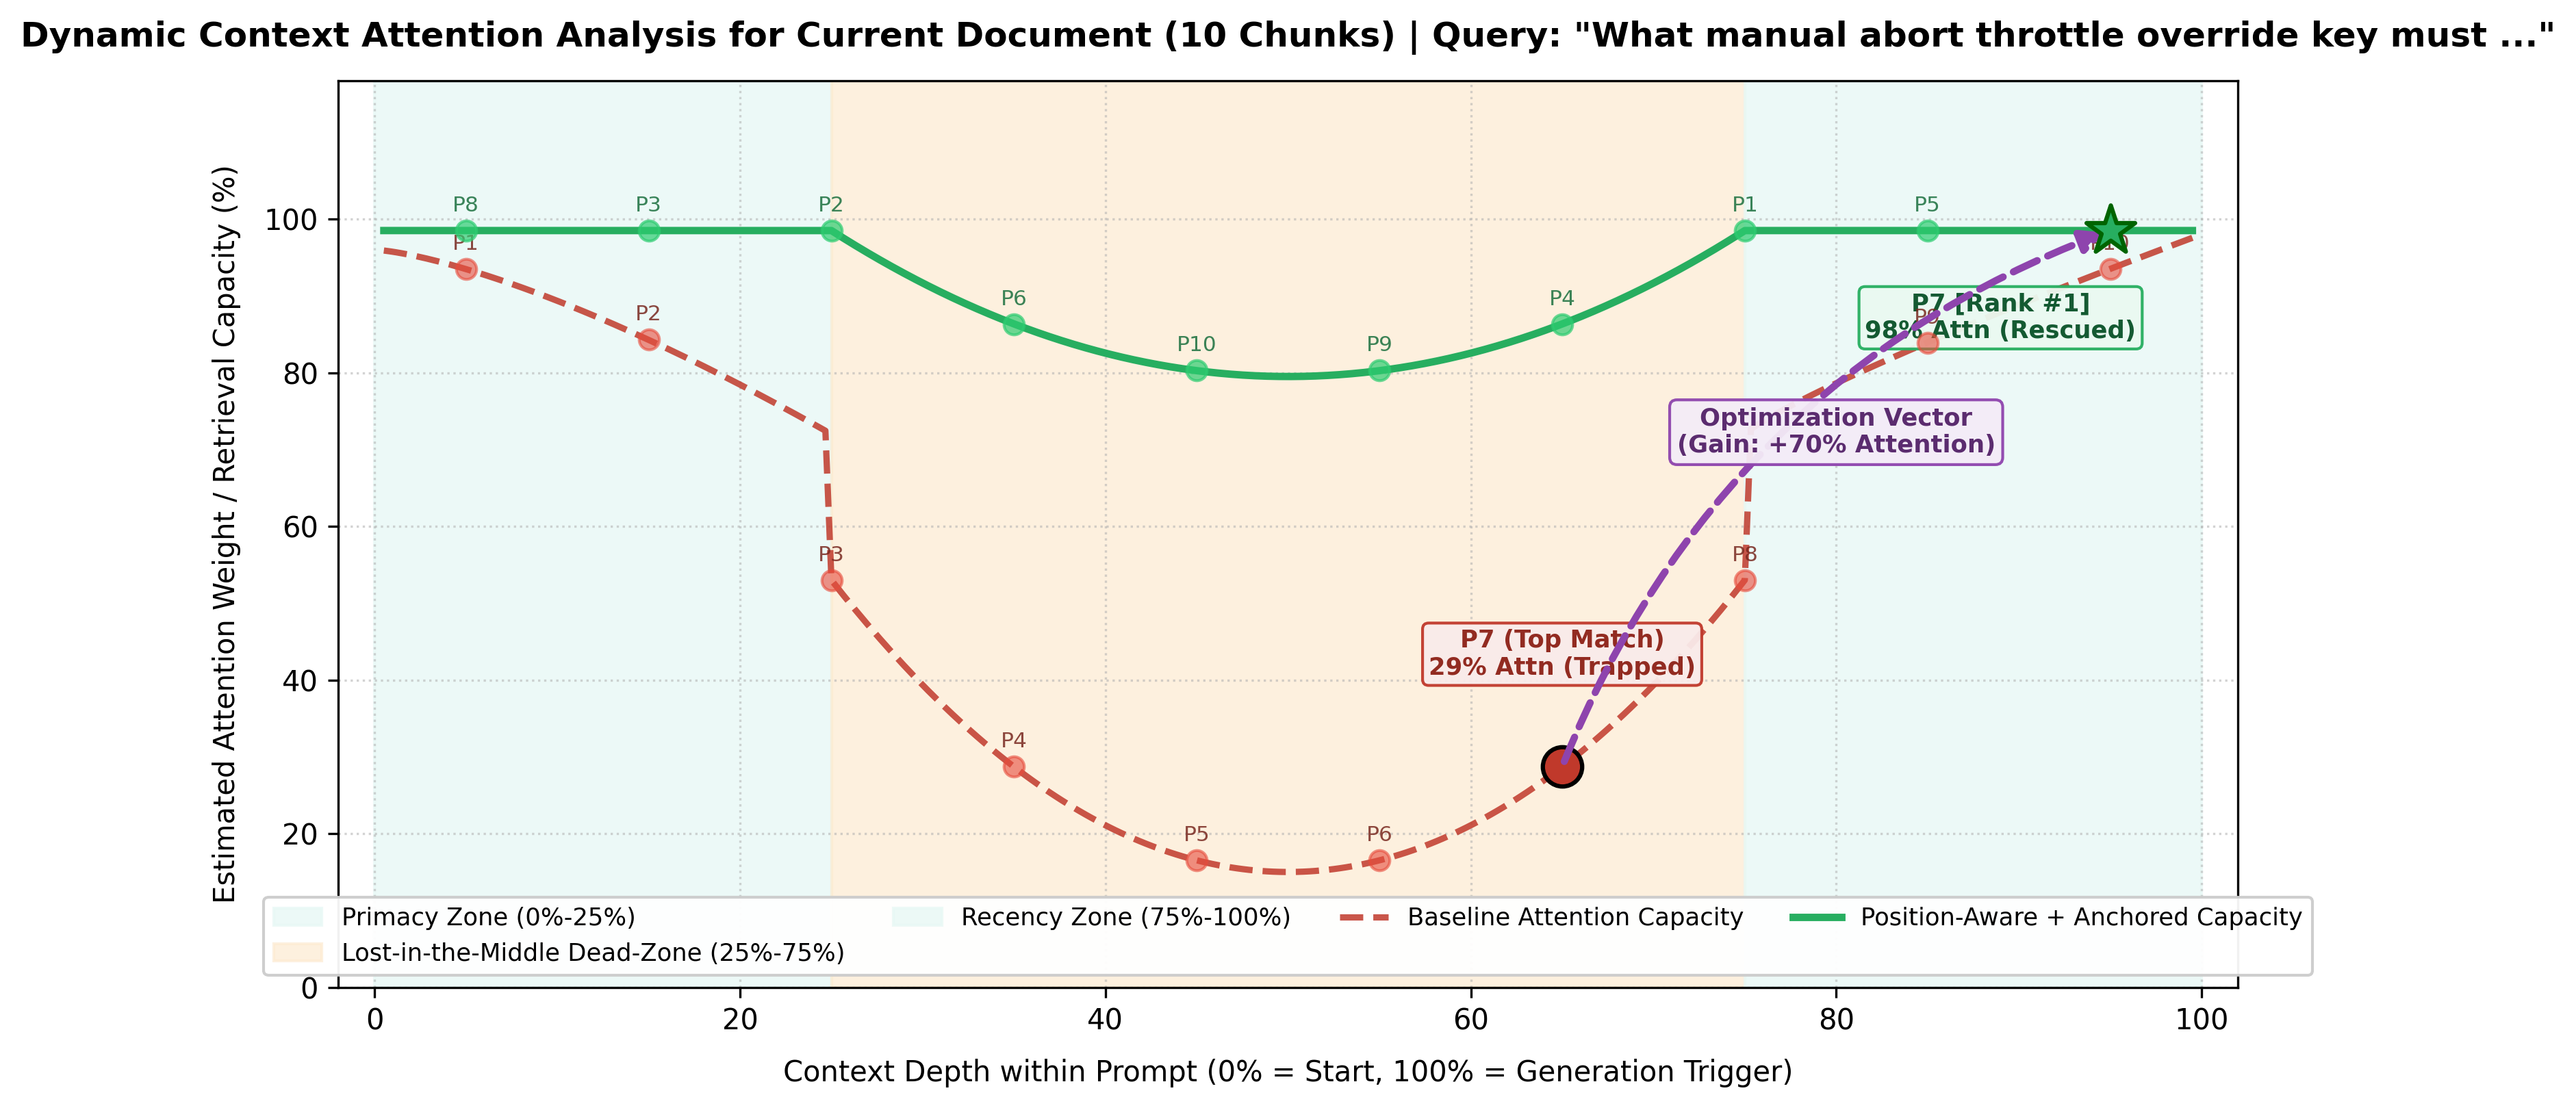 Dynamic Context Attention Analysis for Current Document (10 Chunks) | Query: "What manual abort throttle override key must ..."
Estimated Attention Weight / Retrieval Capacity (%)
100
80
60
40
20
0
P8
P3
P2
P6
P10
P9
P4
P1
P5
P1
P2
P3
P4
P5
P6
P8
P9
P10
P7 [Rank #1]
98% Attn (Rescued)
Optimization Vector
(Gain: +70% Attention)
P7 (Top Match)
29% Attn (Trapped)
Primacy Zone (0%-25%)
Lost-in-the-Middle Dead-Zone (25%-75%)
Recency Zone (75%-100%)
Baseline Attention Capacity
Position-Aware + Anchored Capacity
0
20
40
60
80
100
Context Depth within Prompt (0% = Start, 100% = Generation Trigger)